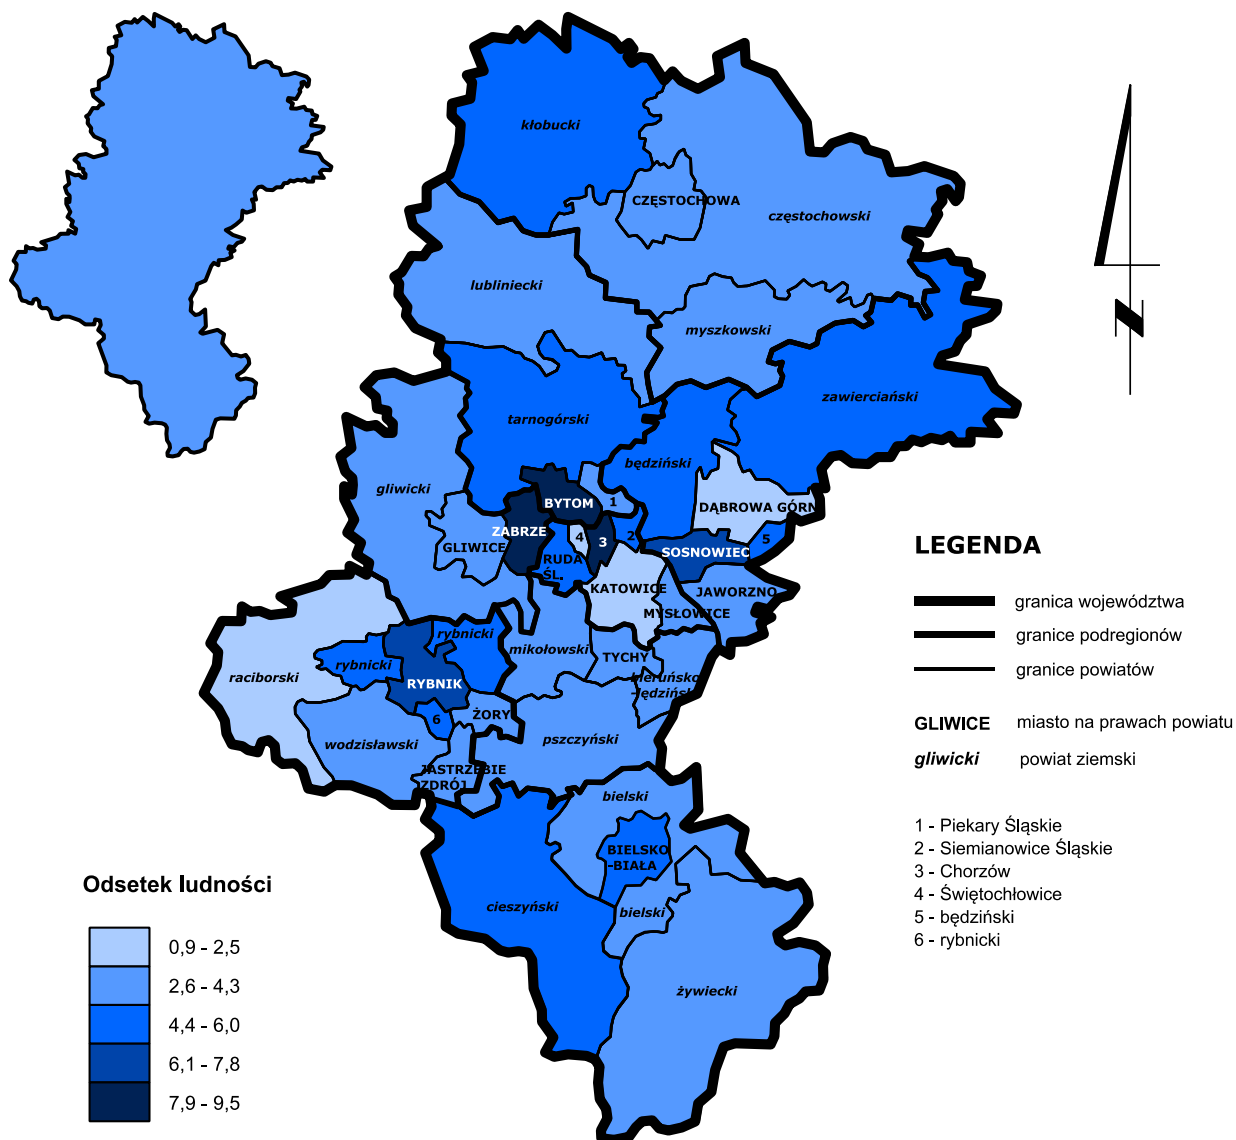 kłobucki
CZĘSTOCHOWA
częstochowski
lubliniecki
myszkowski
zawierciański
tarnogórski
będziński
gliwicki
DĄBROWA GÓRN
BYTOM
1
ZABRZE
GLIWICE
4
3
2
SOSNOWIEC
5
RUDA
ŚL.
KATOWICE
JAWORZNO
MYSŁOWICE
rybnicki
rybnicki
mikołowski
TYCHY
bieruńsko
-lędziński
raciborski
RYBNIK
6
ŻORY
wodzisławski
pszczyński
JASTRZĘBIE
ZDRÓJ
bielski
BIELSKO
-BIAŁA
cieszyński
bielski
żywiecki
N
LEGENDA
granica województwa
granice podregionów
granice powiatów
GLIWICE miasto na prawach powiatu
gliwicki powiat ziemski
1 - Piekary Śląskie
2 - Siemianowice Śląskie
3 - Chorzów
4 - Świętochłowice
5 - będziński
6 - rybnicki
Odsetek ludności
0,9 - 2,5
2,6 - 4,3
4,4 - 6,0
6,1 - 7,8
7,9 - 9,5